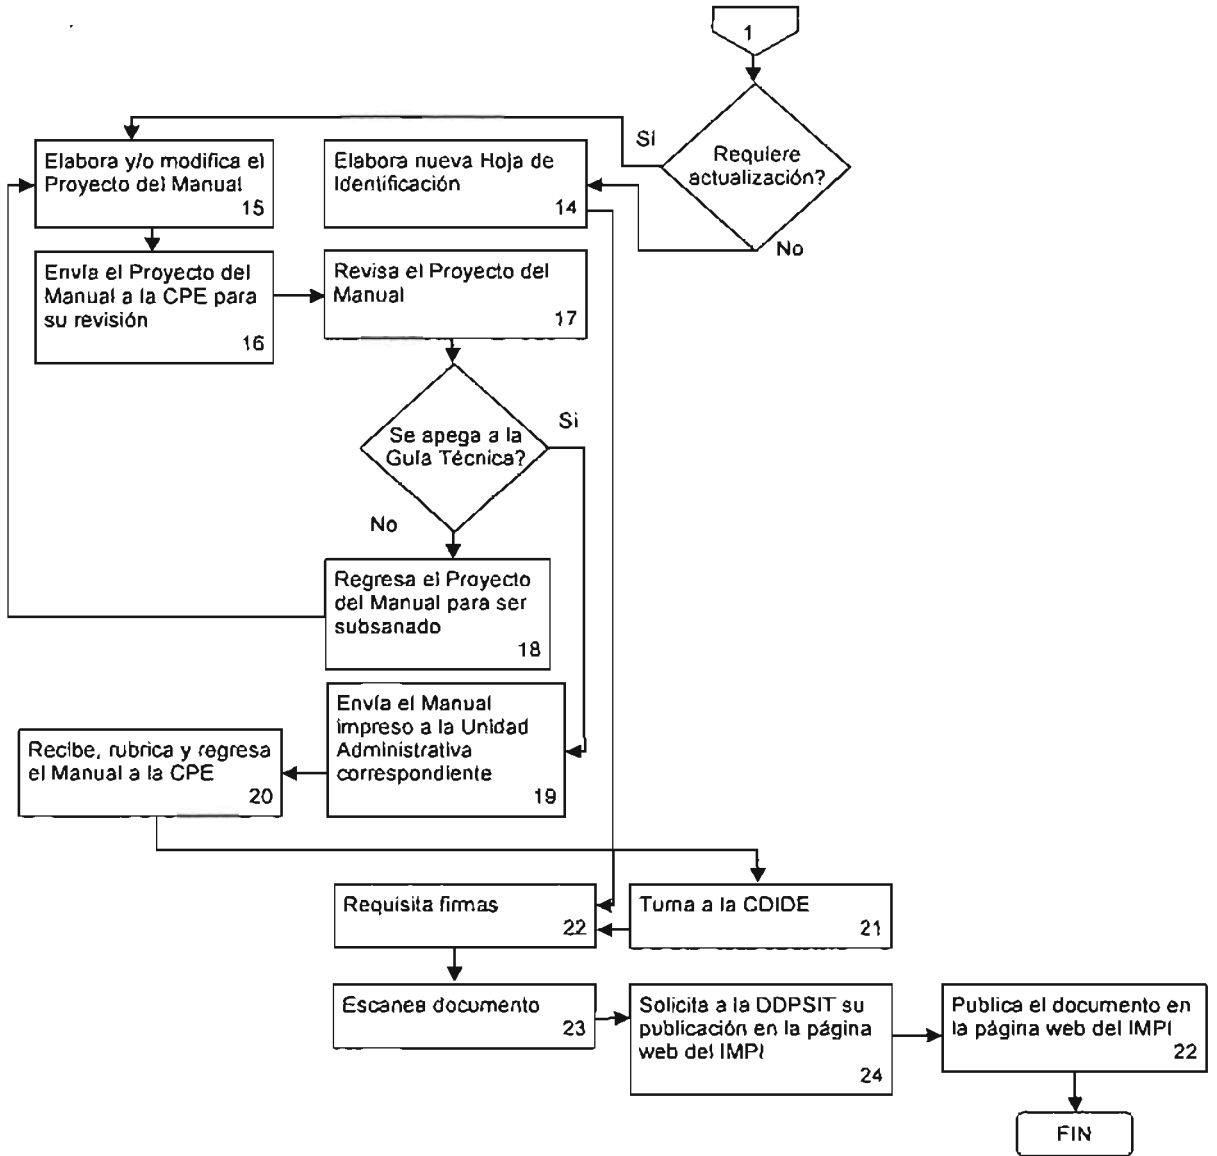 1
Requiere
actualización?
Sí
No
Elabora y/o modifica el
Proyecto del Manual
15
Elabora nueva Hoja de
Identificación
14
Envía el Proyecto del
Manual a la CPE para
su revisión
16
Revisa el Proyecto del
Manual
17
Se apega a la
Guía Técnica?
Sí
No
Regresa el Proyecto
del Manual para ser
subsanado
18
Envía el Manual
impreso a la Unidad
Administrativa
correspondiente
19
Recibe, rubrica y regresa
el Manual a la CPE
20
Turna a la CDIDE
21
Requisita firmas
22
Escanea documento
23
Solicita a la DDPSIT su
publicación en la página
web del IMPI
24
Publica el documento en
la página web del IMPI
22
FIN